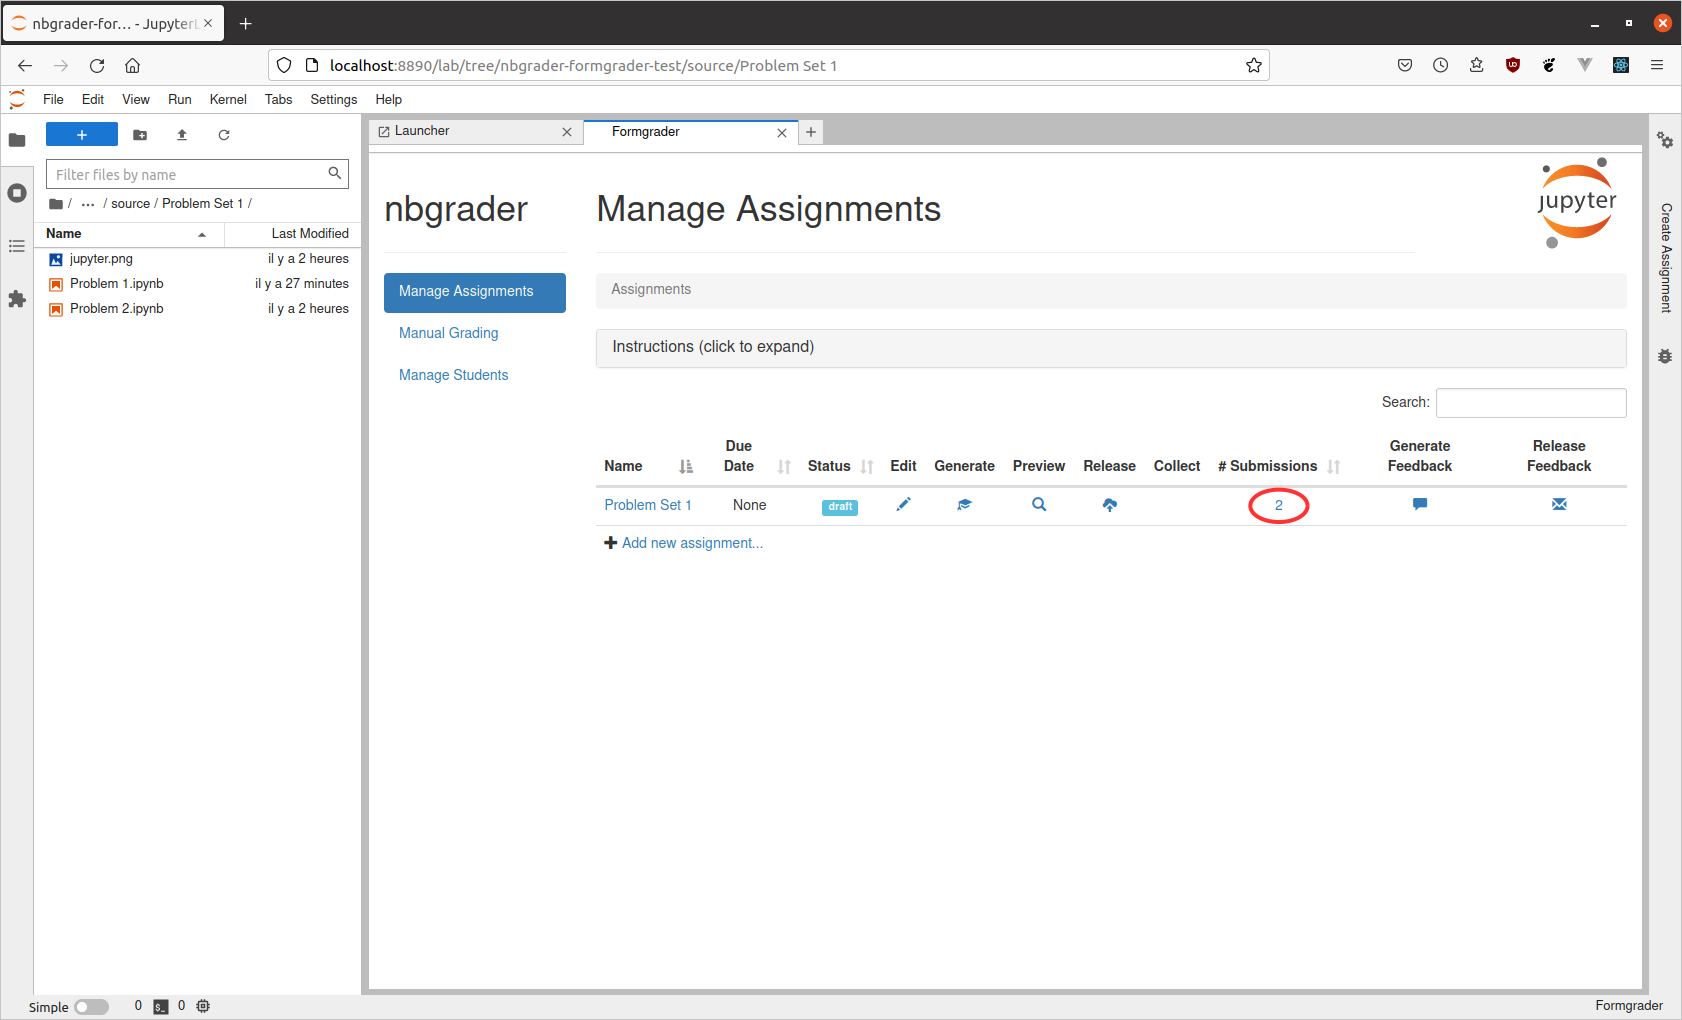 nbgrader-for… - JupyterL
localhost:8890/lab/tree/nbgrader-formgrader-test/source/Problem Set 1
File Edit View Run Kernel Tabs Settings Help
Filter files by name
/ … / source / Problem Set 1 /
Name Last Modified
jupyter.png il y a 2 heures
Problem 1.ipynb il y a 27 minutes
Problem 2.ipynb il y a 2 heures
Launcher Formgrader
nbgrader
Manage Assignments
Manual Grading
Manage Students
Manage Assignments
jupyter
Assignments
Instructions (click to expand)
Search:
Name Due Date Status Edit Generate Preview Release Collect # Submissions Generate Feedback Release Feedback
Problem Set 1 None draft 2
Add new assignment...
Create Assignment
Simple 0 $_ 0 Formgrader